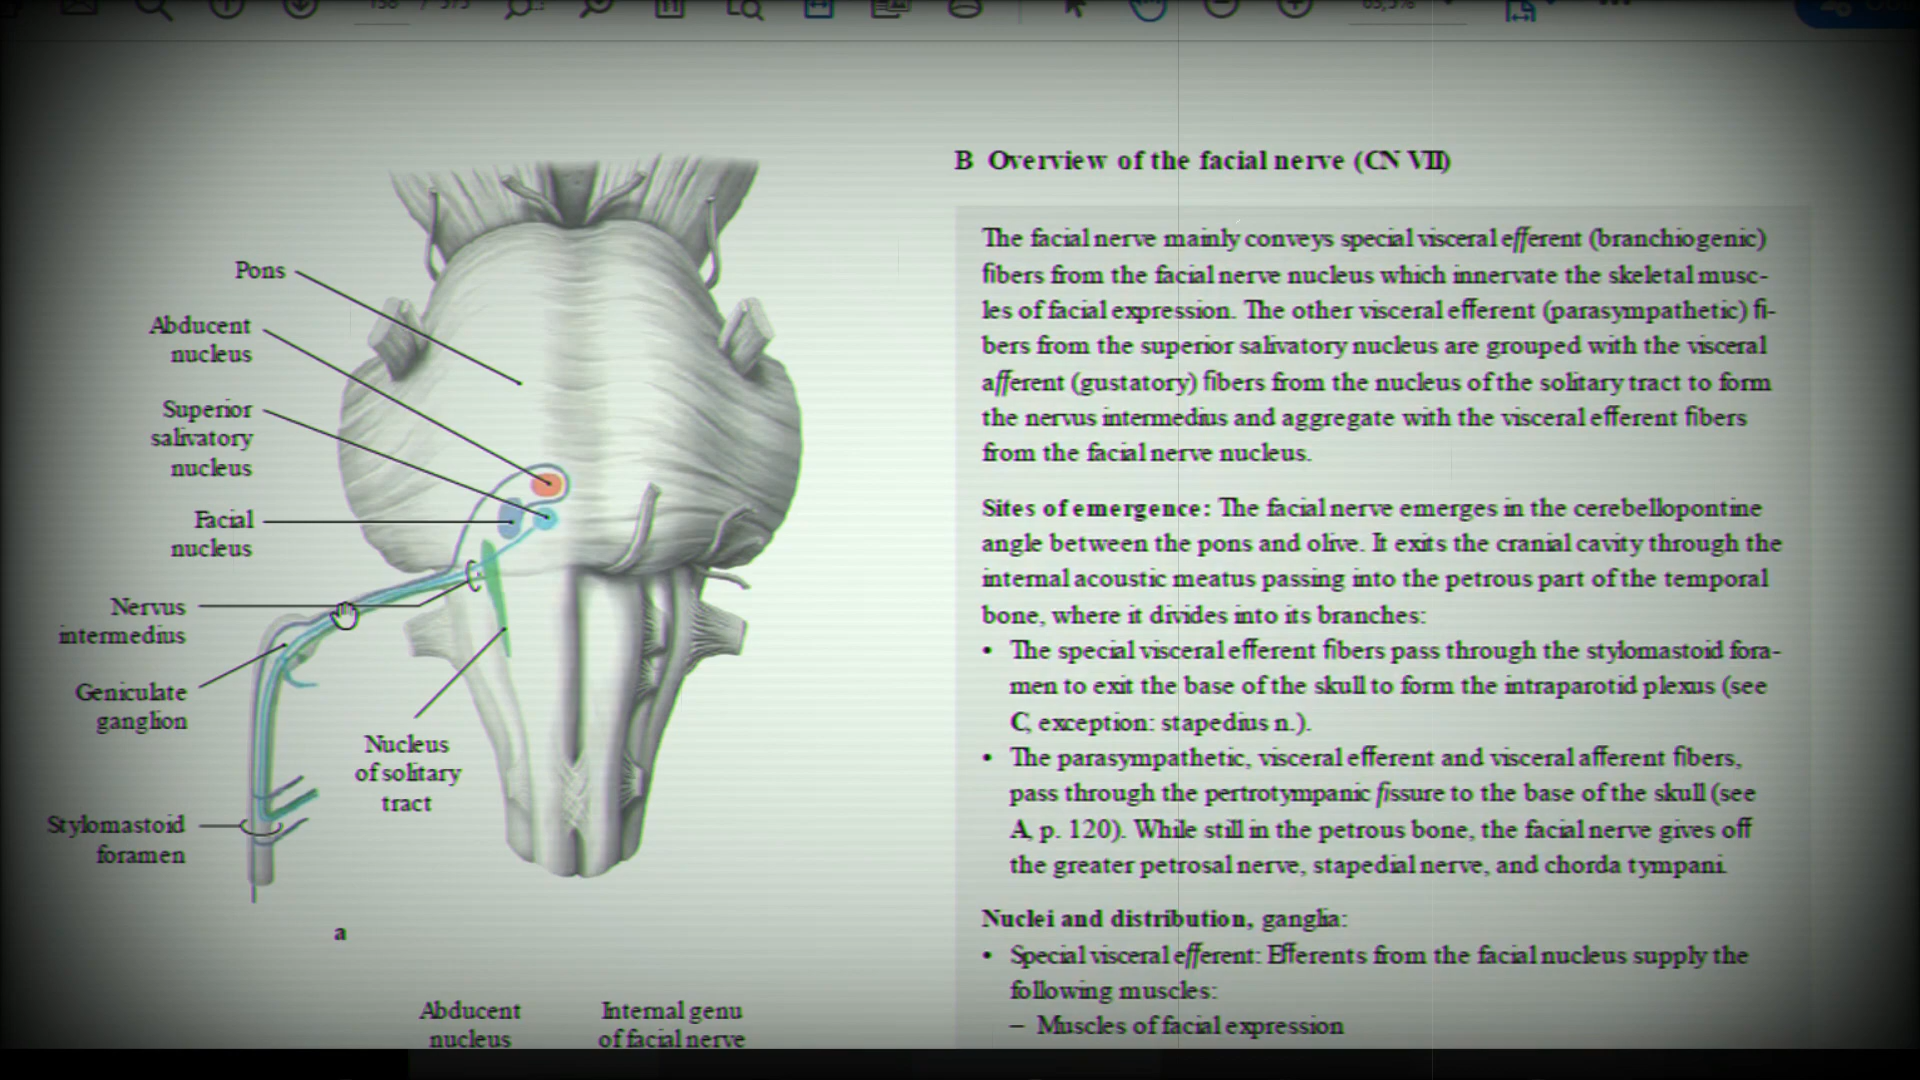 Pons
Abducent
nucleus
Superior
salivatory
nucleus
Facial
nucleus
Nervus
intermedius
Geniculate
ganglion
Nucleus
of solitary
tract
Stylomastoid
foramen
a
Abducent
nucleus
Internal genu
of facial nerve
B Overview of the facial nerve (CN VII)
The facial nerve mainly conveys special visceral efferent (branchiogenic)
fibers from the facial nerve nucleus which innervate the skeletal musc-
les of facial expression. The other visceral efferent (parasympathetic) fi-
bers from the superior salivatory nucleus are grouped with the visceral
afferent (gustatory) fibers from the nucleus of the solitary tract to form
the nervus intermedius and aggregate with the visceral efferent fibers
from the facial nerve nucleus.
Sites of emergence: The facial nerve emerges in the cerebellopontine
angle between the pons and olive. It exits the cranial cavity through the
internal acoustic meatus passing into the petrous part of the temporal
bone, where it divides into its branches:
• The special visceral efferent fibers pass through the stylomastoid fora-
men to exit the base of the skull to form the intraparotid plexus (see
C, exception: stapedius n.).
• The parasympathetic, visceral efferent and visceral afferent fibers,
pass through the pertrotympanic fissure to the base of the skull (see
A, p. 120). While still in the petrous bone, the facial nerve gives off
the greater petrosal nerve, stapedial nerve, and chorda tympani.
Nuclei and distribution, ganglia:
• Special visceral efferent: Efferents from the facial nucleus supply the
following muscles:
– Muscles of facial expression